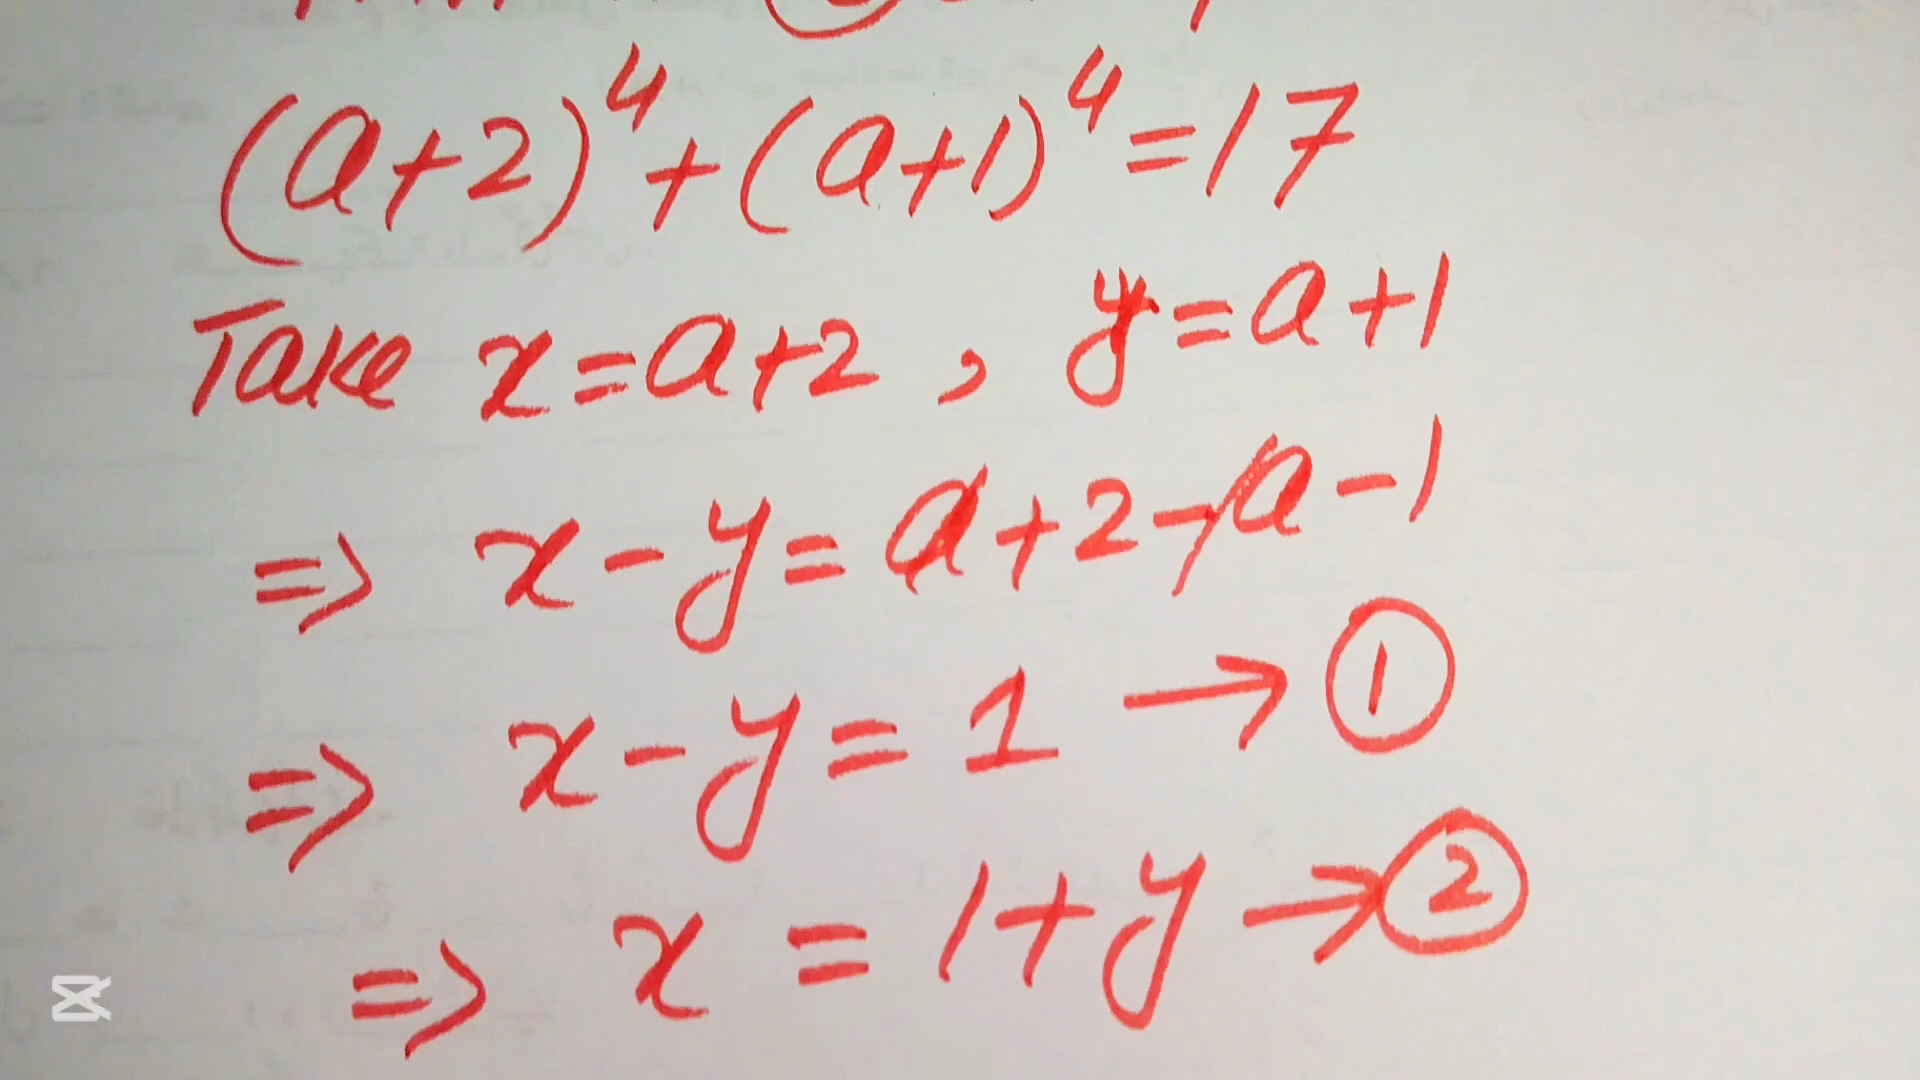 (a+2)⁴+(a+1)⁴=17
Take x=a+2, y=a+1
⇒ x-y=a+2-a-1
⇒ x-y=1 → ①
⇒ x = 1+y → ②